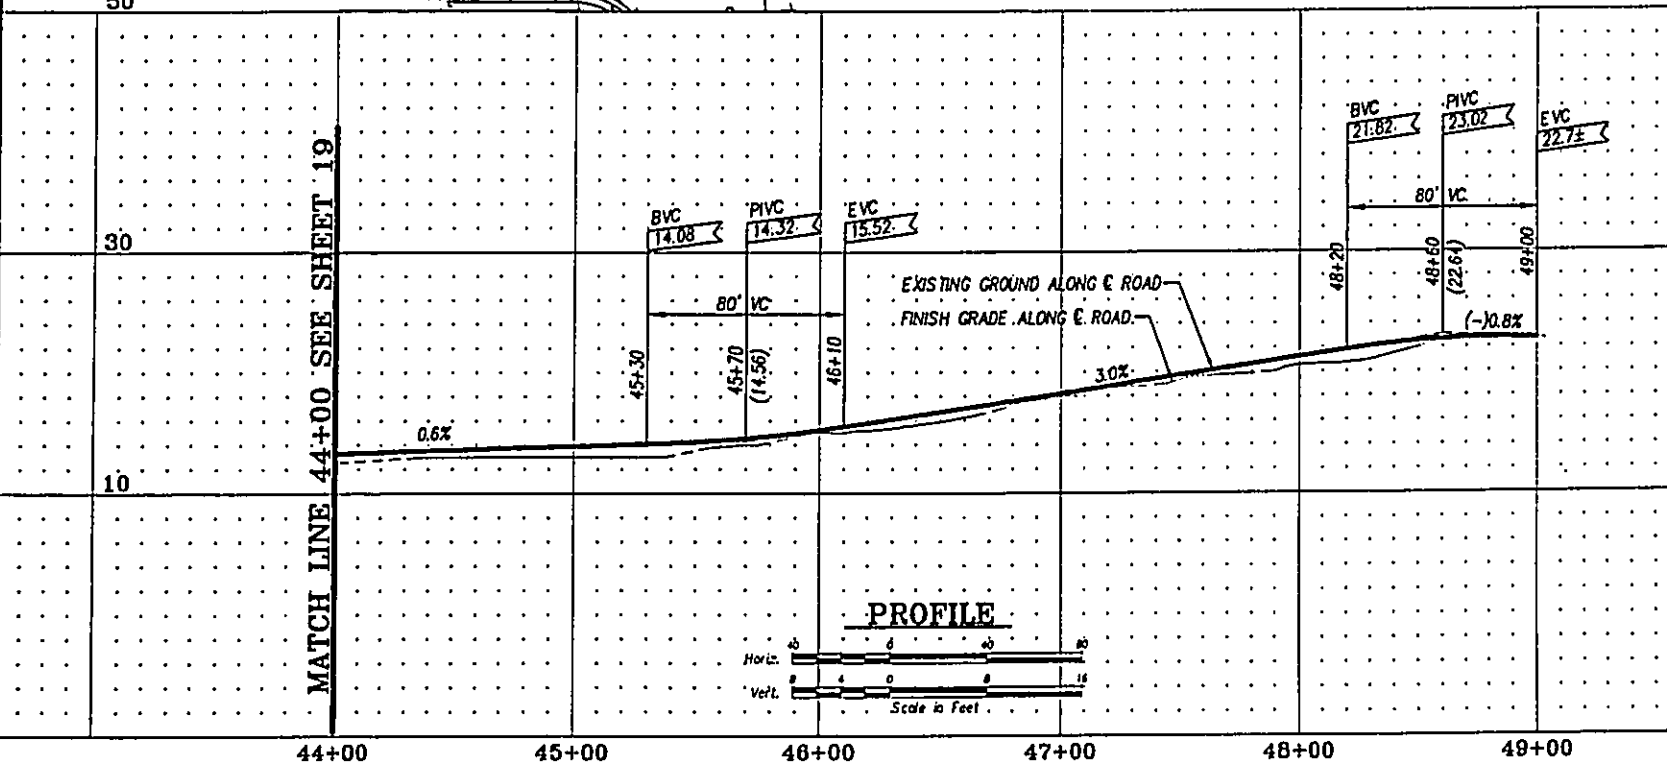 50
BVC
21.82
PIVC
23.02
EVC
22.7±
80' VC
48+20
48+60
(22.64)
49+00
BVC
14.08
PIVC
14.32
EVC
15.52
80' VC
45+30
45+70
(14.56)
46+10
30
10
MATCH LINE 44+00 SEE SHEET 19
EXISTING GROUND ALONG ℄ ROAD
FINISH GRADE ALONG ℄ ROAD
0.6%
3.0%
(-)0.8%
PROFILE
Horiz. 40 0 40 80
Vert. 8 4 0 8 16
Scale in Feet
44+00 45+00 46+00 47+00 48+00 49+00